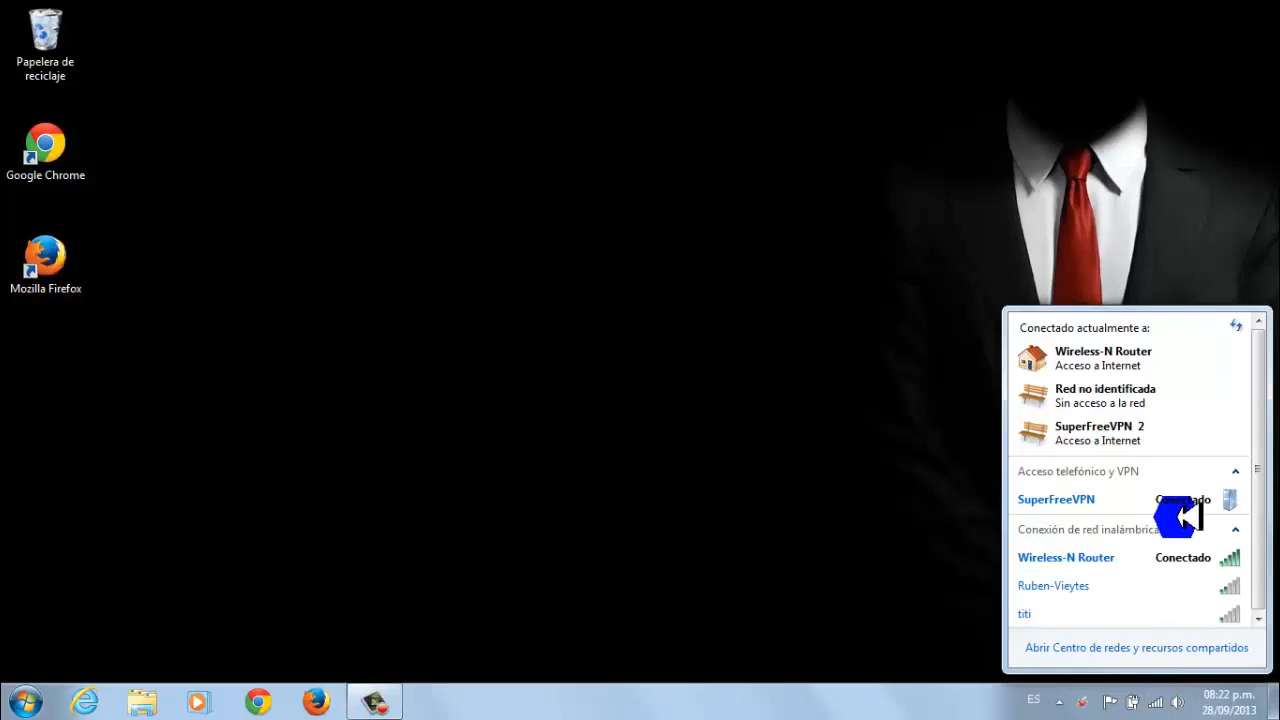 Papelera de
reciclaje
Google Chrome
Mozilla Firefox
Conectado actualmente a:
Wireless-N Router
Acceso a Internet
Red no identificada
Sin acceso a la red
SuperFreeVPN 2
Acceso a Internet
Acceso telefónico y VPN
SuperFreeVPN Conectado
Conexión de red inalámbrica
Wireless-N Router Conectado
Ruben-Vieytes
titi
Abrir Centro de redes y recursos compartidos
ES
08:22 p.m.
28/09/2013